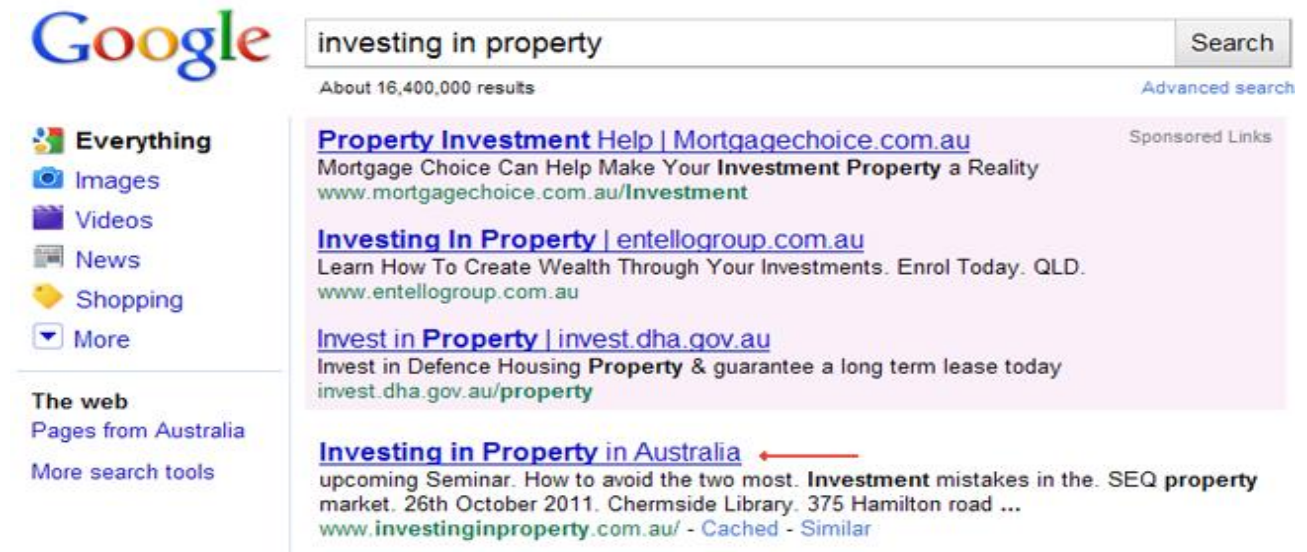 Google
investing in property
Search
About 16,400,000 results
Advanced search
Everything
Images
Videos
News
Shopping
More
The web
Pages from Australia
More search tools
Property Investment Help | Mortgagechoice.com.au
Sponsored Links
Mortgage Choice Can Help Make Your Investment Property a Reality
www.mortgagechoice.com.au/Investment
Investing In Property | entellogroup.com.au
Learn How To Create Wealth Through Your Investments. Enrol Today. QLD.
www.entellogroup.com.au
Invest in Property | invest.dha.gov.au
Invest in Defence Housing Property & guarantee a long term lease today
invest.dha.gov.au/property
Investing in Property in Australia
upcoming Seminar. How to avoid the two most. Investment mistakes in the. SEQ property
market. 26th October 2011. Chermside Library. 375 Hamilton road ...
www.investinginproperty.com.au/ - Cached - Similar